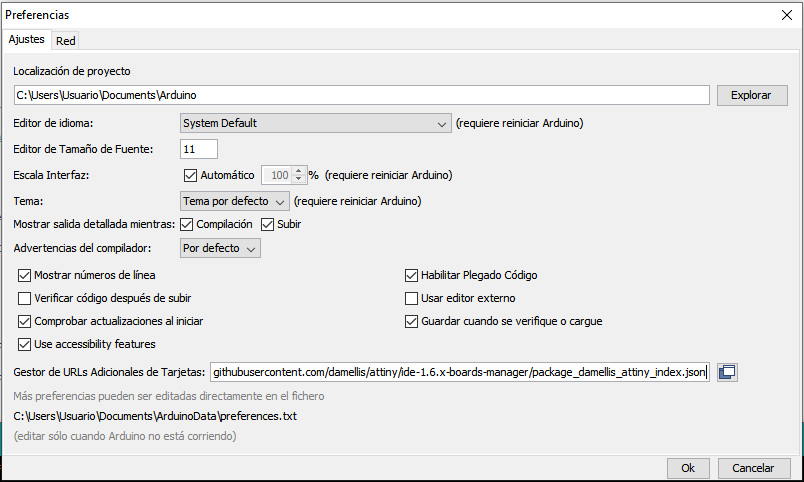 Preferencias
Ajustes Red
Localización de proyecto
C:\Users\Usuario\Documents\Arduino Explorar
Editor de idioma: System Default (requiere reiniciar Arduino)
Editor de Tamaño de Fuente: 11
Escala Interfaz: Automático 100 % (requiere reiniciar Arduino)
Tema: Tema por defecto (requiere reiniciar Arduino)
Mostrar salida detallada mientras: Compilación Subir
Advertencias del compilador: Por defecto
Mostrar números de línea Habilitar Plegado Código
Verificar código después de subir Usar editor externo
Comprobar actualizaciones al iniciar Guardar cuando se verifique o cargue
Use accessibility features
Gestor de URLs Adicionales de Tarjetas: githubusercontent.com/damellis/attiny/ide-1.6.x-boards-manager/package_damellis_attiny_index.json
Más preferencias pueden ser editadas directamente en el fichero
C:\Users\Usuario\Documents\ArduinoData\preferences.txt
(editar sólo cuando Arduino no está corriendo)
Ok Cancelar